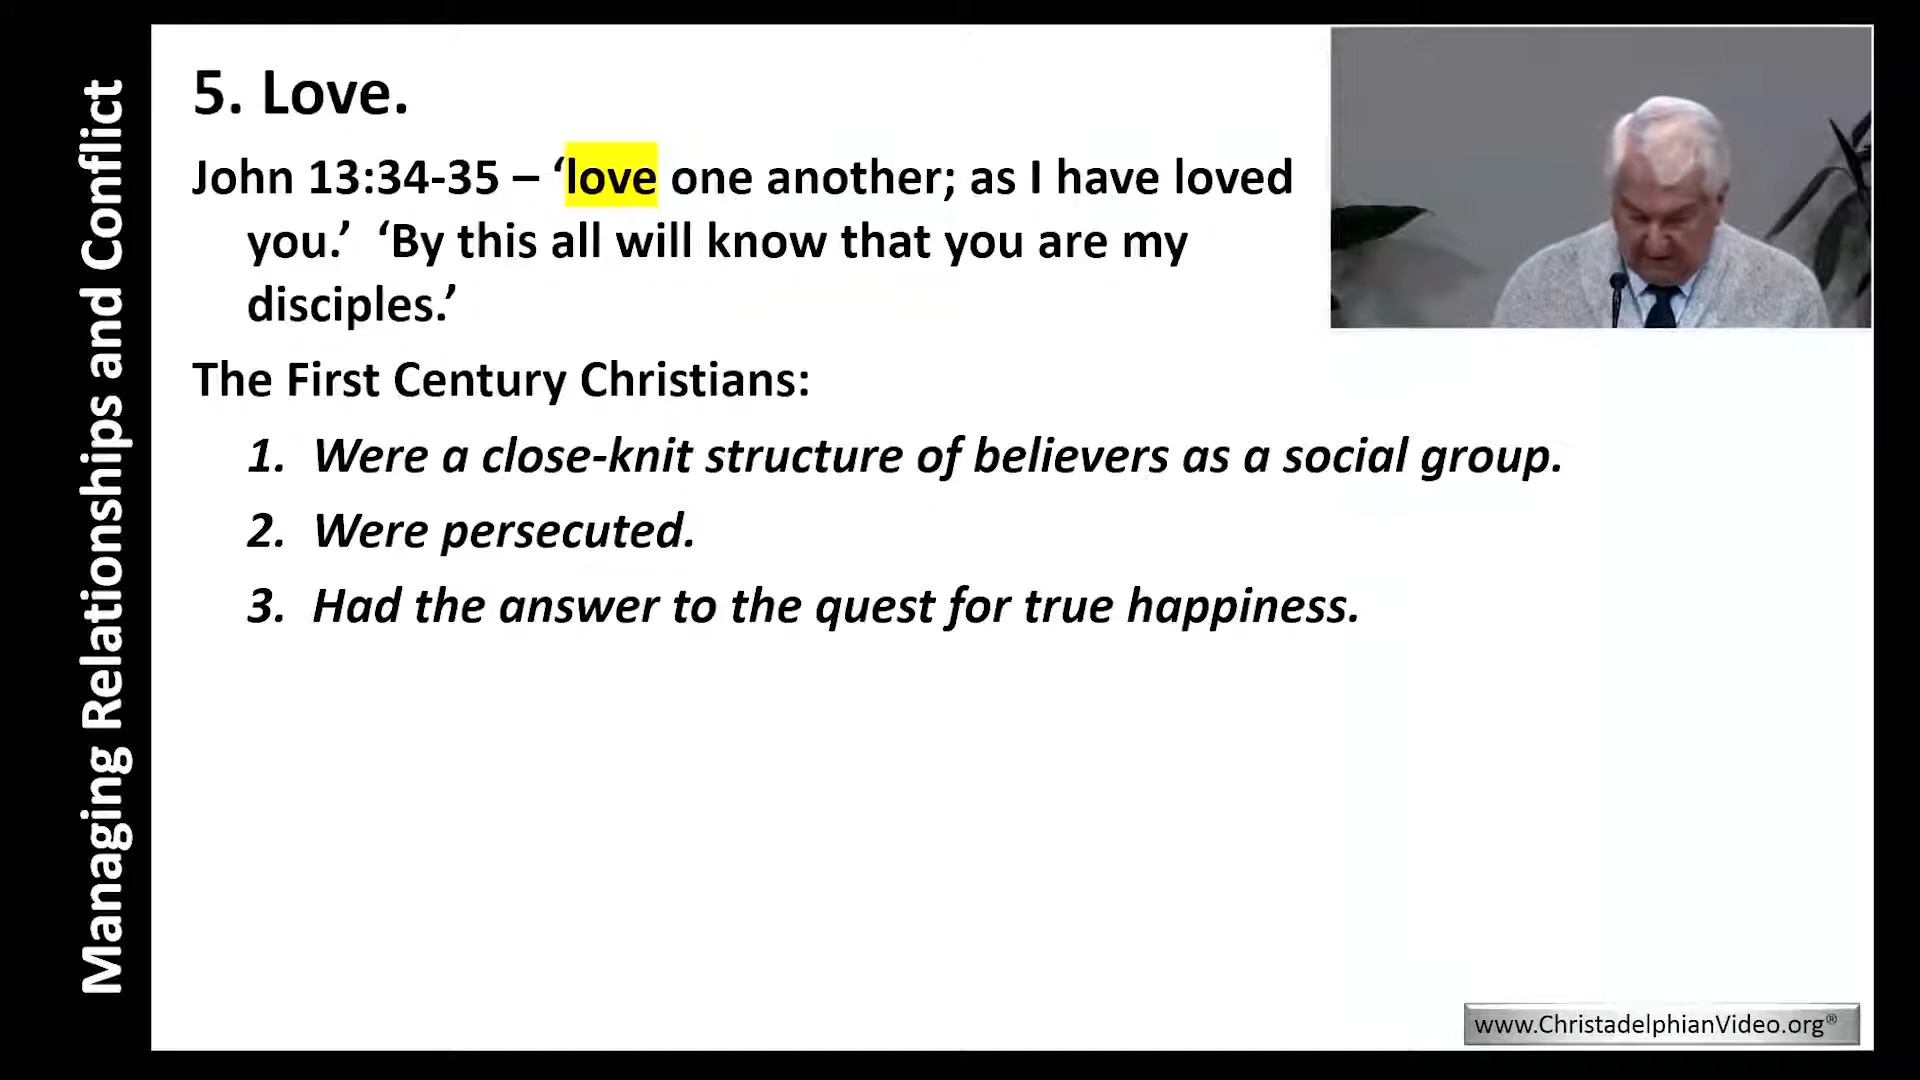 Managing Relationships and Conflict
5. Love.
John 13:34-35 – ‘love one another; as I have loved
you.’ ‘By this all will know that you are my
disciples.’
The First Century Christians:
1. Were a close-knit structure of believers as a social group.
2. Were persecuted.
3. Had the answer to the quest for true happiness.
www.ChristadelphianVideo.org®